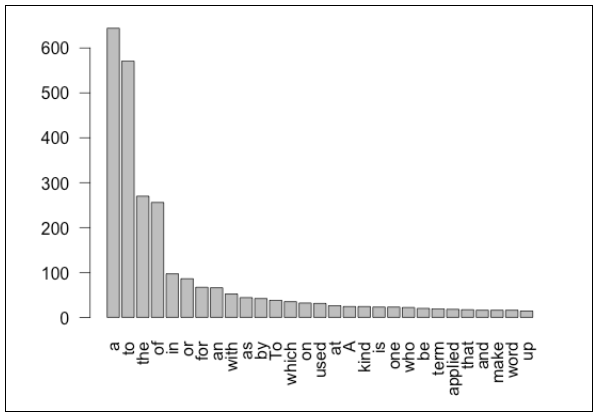 600
500
400
300
200
100
0
a
to
the
of
in
or
for
an
with
as
by
To
which
on
used
at
A
kind
is
one
who
be
term
applied
that
and
make
word
up